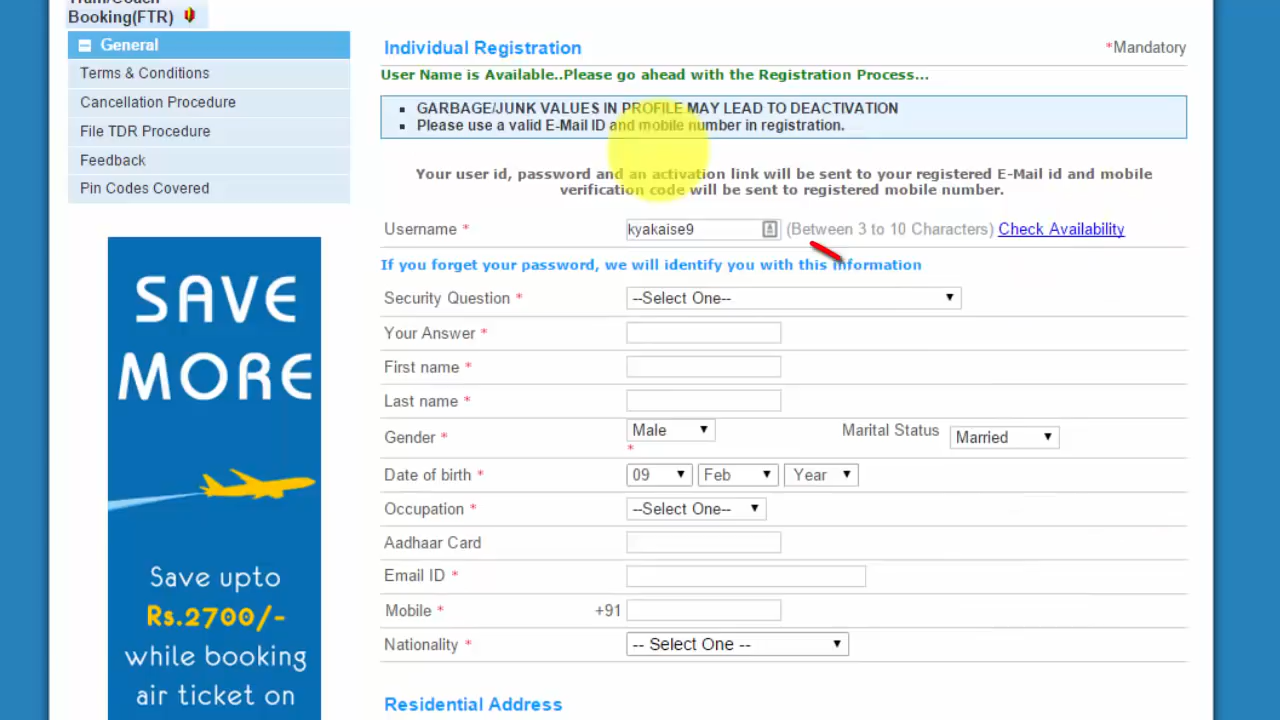 Booking(FTR)
General
Terms & Conditions
Cancellation Procedure
File TDR Procedure
Feedback
Pin Codes Covered
SAVE
MORE
Save upto
Rs.2700/-
while booking
air ticket on
Individual Registration
*Mandatory
User Name is Available..Please go ahead with the Registration Process...
GARBAGE/JUNK VALUES IN PROFILE MAY LEAD TO DEACTIVATION
Please use a valid E-Mail ID and mobile number in registration.
Your user id, password and an activation link will be sent to your registered E-Mail id and mobile
verification code will be sent to registered mobile number.
Username * kyakaise9 (Between 3 to 10 Characters) Check Availability
If you forget your password, we will identify you with this information
Security Question * --Select One--
Your Answer *
First name *
Last name *
Gender * Male * Marital Status Married
Date of birth * 09 Feb Year
Occupation * --Select One--
Aadhaar Card
Email ID *
Mobile * +91
Nationality * -- Select One --
Residential Address